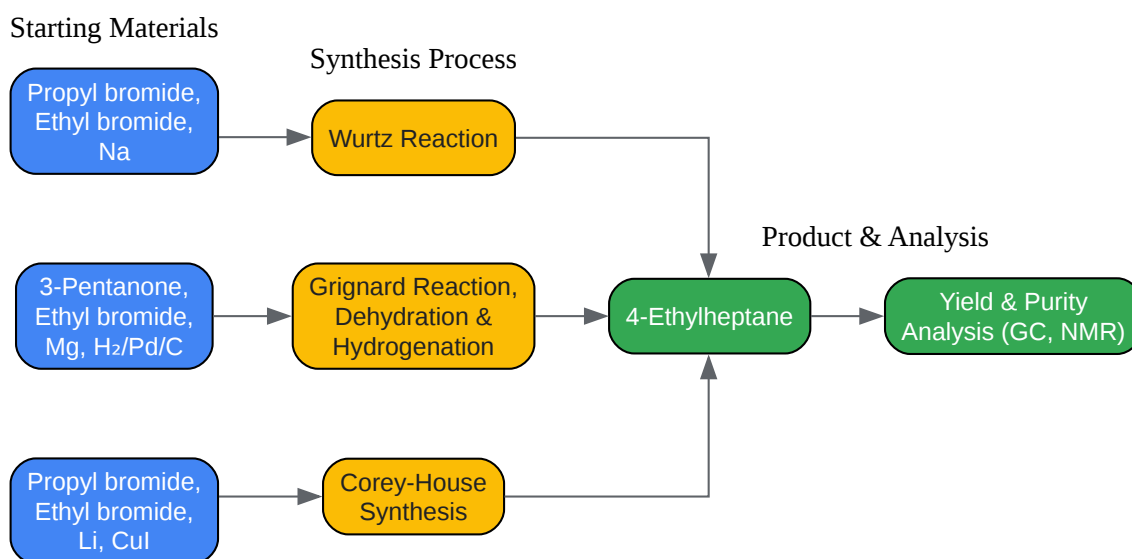 Starting Materials
Synthesis Process
Propyl bromide,
Ethyl bromide,
Na
Wurtz Reaction
Product & Analysis
3-Pentanone,
Ethyl bromide,
Mg, H₂/Pd/C
Grignard Reaction,
Dehydration &
Hydrogenation
4-Ethylheptane
Yield & Purity
Analysis (GC, NMR)
Propyl bromide,
Ethyl bromide,
Li, CuI
Corey-House
Synthesis